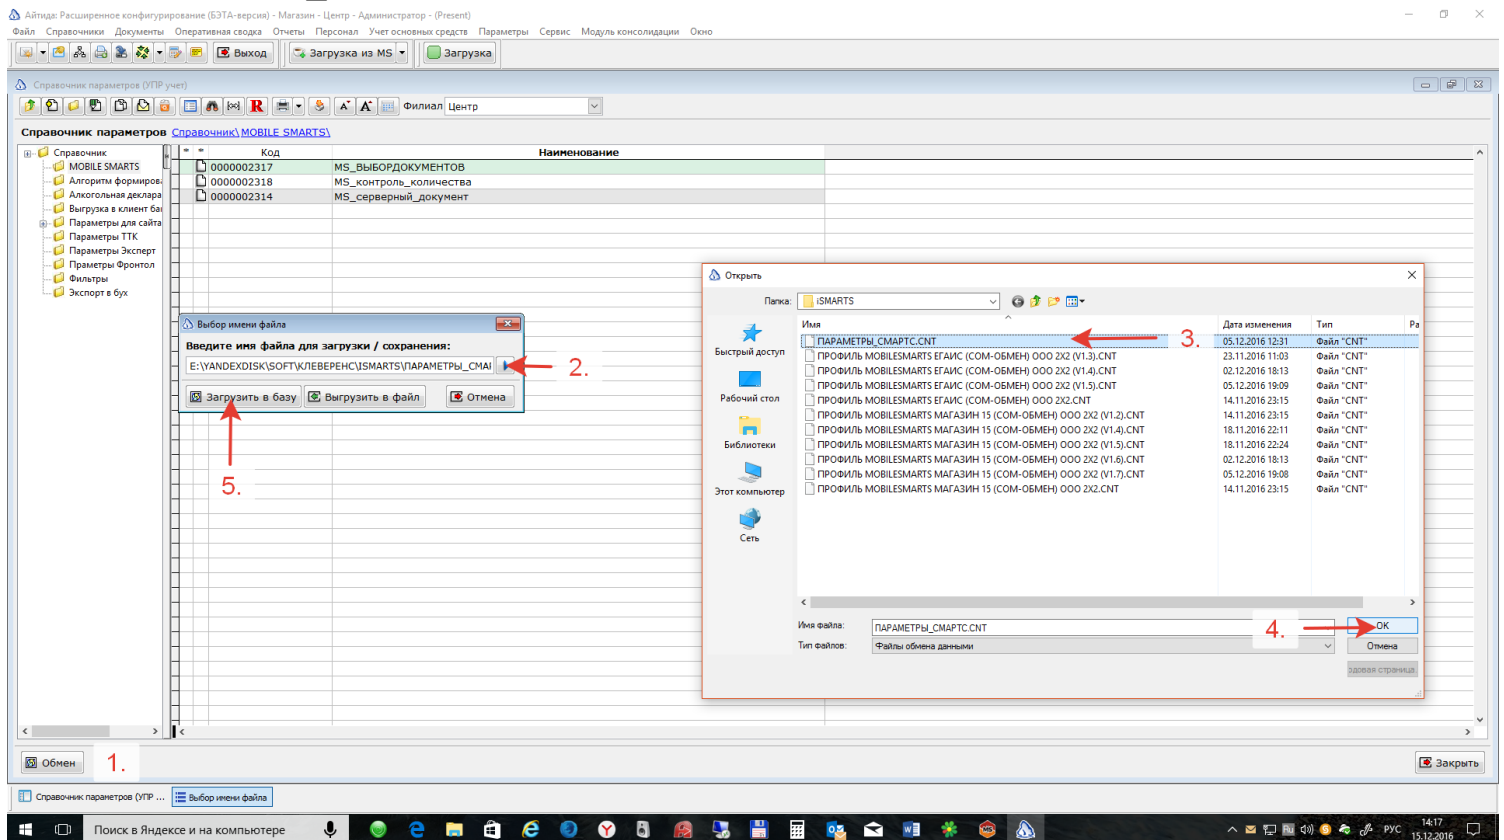 Айтида: Расширенное конфигурирование (БЭТА-версия) - Магазин - Центр - Администратор - (Present)
Файл Справочники Документы Оперативная сводка Отчеты Персонал Учет основных средств Параметры Сервис Модуль консолидации Окно
Выход Загрузка из MS Загрузка
Справочник параметров (УПР учет)
R A A Филиал Центр
Справочник параметров Справочник\ MOBILE SMARTS\
Справочник
MOBILE SMARTS
Алгоритм формиров
Алкогольная деклара
Выгрузка в клиент ба
Параметры для сайта
Параметры ТТК
Параметры Эксперт
Праметры Фронтол
Фильтры
Экспорт в бух
* * Код Наименование
0000002317 MS_ВЫБОРДОКУМЕНТОВ
0000002318 MS_контроль_количества
0000002314 MS_серверный_документ
Выбор имени файла
Введите имя файла для загрузки / сохранения:
E:\YANDEXDISK\SOFT\КЛЕВЕРЕНС\ISMARTS\ПАРАМЕТРЫ_СМА
2.
Загрузить в базу Выгрузить в файл Отмена
5.
Открыть
Папка: iSMARTS
Быстрый доступ
Рабочий стол
Библиотеки
Этот компьютер
Сеть
Имя Дата изменения Тип Ра
ПАРАМЕТРЫ_СМАРТС.CNT 05.12.2016 12:31 Файл "CNT"
3.
ПРОФИЛЬ MOBILESMARTS ЕГАИС (COM-ОБМЕН) ООО 2X2 (V1.3).CNT 23.11.2016 11:03 Файл "CNT"
ПРОФИЛЬ MOBILESMARTS ЕГАИС (COM-ОБМЕН) ООО 2X2 (V1.4).CNT 02.12.2016 18:13 Файл "CNT"
ПРОФИЛЬ MOBILESMARTS ЕГАИС (COM-ОБМЕН) ООО 2X2 (V1.5).CNT 05.12.2016 19:09 Файл "CNT"
ПРОФИЛЬ MOBILESMARTS ЕГАИС (COM-ОБМЕН) ООО 2X2.CNT 14.11.2016 23:15 Файл "CNT"
ПРОФИЛЬ MOBILESMARTS МАГАЗИН 15 (COM-ОБМЕН) ООО 2X2 (V1.2).CNT 14.11.2016 23:15 Файл "CNT"
ПРОФИЛЬ MOBILESMARTS МАГАЗИН 15 (COM-ОБМЕН) ООО 2X2 (V1.4).CNT 18.11.2016 22:11 Файл "CNT"
ПРОФИЛЬ MOBILESMARTS МАГАЗИН 15 (COM-ОБМЕН) ООО 2X2 (V1.5).CNT 18.11.2016 22:24 Файл "CNT"
ПРОФИЛЬ MOBILESMARTS МАГАЗИН 15 (COM-ОБМЕН) ООО 2X2 (V1.6).CNT 02.12.2016 18:13 Файл "CNT"
ПРОФИЛЬ MOBILESMARTS МАГАЗИН 15 (COM-ОБМЕН) ООО 2X2 (V1.7).CNT 05.12.2016 19:08 Файл "CNT"
ПРОФИЛЬ MOBILESMARTS МАГАЗИН 15 (COM-ОБМЕН) ООО 2X2.CNT 14.11.2016 23:15 Файл "CNT"
Имя файла: ПАРАМЕТРЫ_СМАРТС.CNT OK
4.
Тип файлов: Файлы обмена данными Отмена
одовая страница
Обмен 1. Закрыть
Справочник параметров (УПР ... Выбор имени файла
Поиск в Яндексе и на компьютере
РУС 14:17
15.12.2016